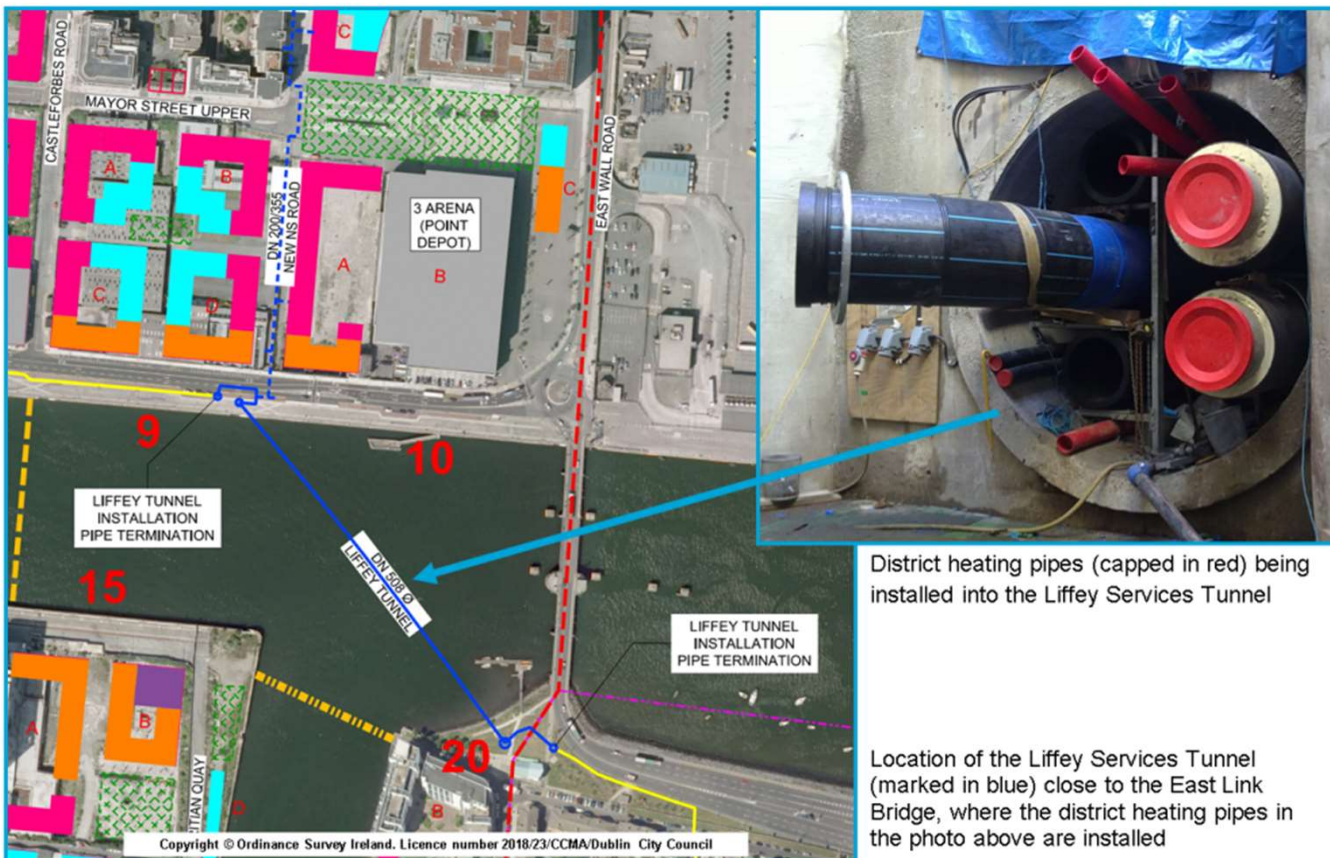 CASTLEFORBES ROAD
MAYOR STREET UPPER
C
A
B
C
D
DN 200/355
NEW NS ROAD
A
3 ARENA
(POINT
DEPOT)
B
C
EAST WALL ROAD
9
10
LIFFEY TUNNEL
INSTALLATION
PIPE TERMINATION
15
DN 508 Ø
LIFFEY TUNNEL
LIFFEY TUNNEL
INSTALLATION
PIPE TERMINATION
20
A
B
D
B
ITIAN QUAY
Copyright © Ordinance Survey Ireland. Licence number 2018/23/CCMA/Dublin City Council
District heating pipes (capped in red) being
installed into the Liffey Services Tunnel
Location of the Liffey Services Tunnel
(marked in blue) close to the East Link
Bridge, where the district heating pipes in
the photo above are installed